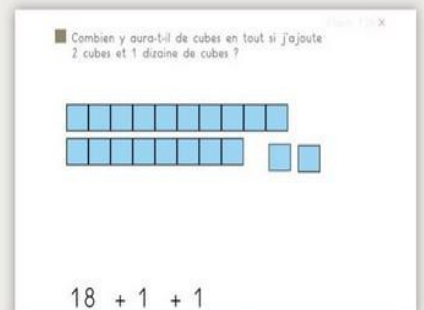 Combien y aura-t-il de cubes en tout si j'ajoute
2 cubes et 1 dizaine de cubes ?
18 + 1 + 1